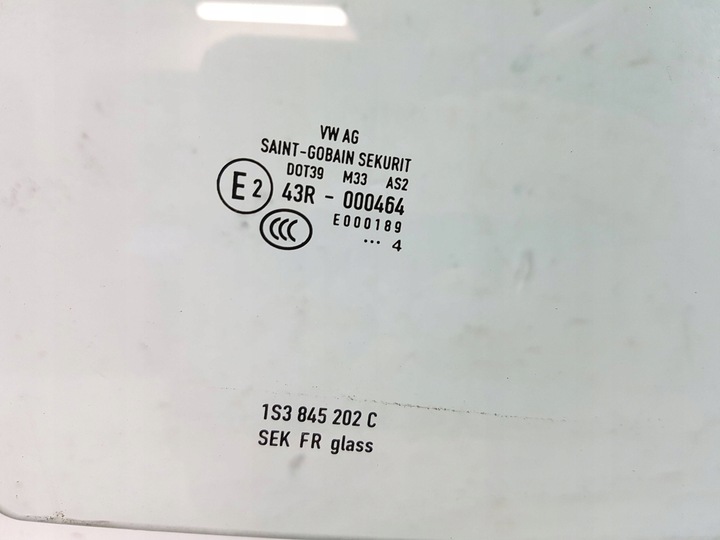 VW AG
SAINT-GOBAIN SEKURIT
DOT39 M33 AS2
E2 43R - 000464
CCC E000189
... 4
1S3 845 202 C
SEK FR glass